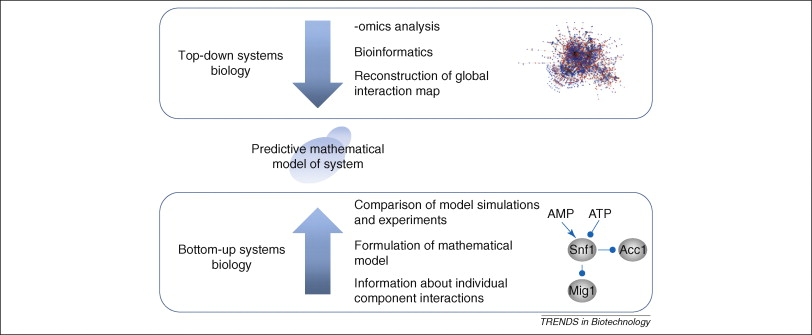 Top-down systems
biology
-omics analysis
Bioinformatics
Reconstruction of global
interaction map
Predictive mathematical
model of system
Bottom-up systems
biology
Comparison of model simulations
and experiments
Formulation of mathematical
model
Information about individual
component interactions
AMP ATP
Snf1 Acc1
Mig1
TRENDS in Biotechnology